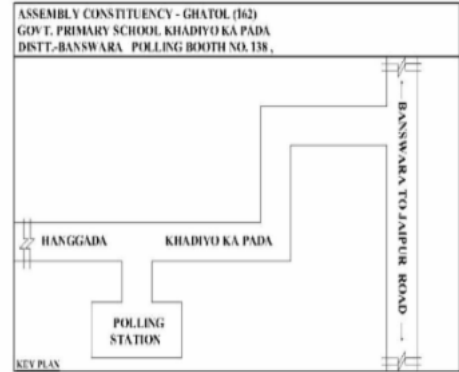 ASSEMBLY CONSTITUENCY - GHATOL (162)
GOVT. PRIMARY SCHOOL KHADIYO KA PADA
DISTT.-BANSWARA POLLING BOOTH NO. 138 ,
BANSWARA TO JAIPUR ROAD
HANGGADA
KHADIYO KA PADA
POLLING
STATION
KEY PLAN